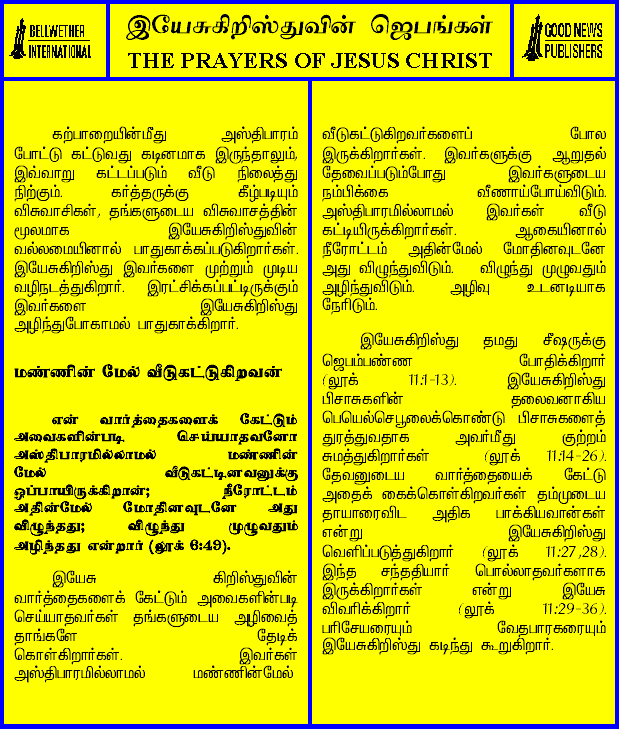 BELLWETHER
INTERNATIONAL
இயேசுகிறிஸ்துவின் ஜெபங்கள்
THE PRAYERS OF JESUS CHRIST
GOOD NEWS
PUBLISHERS
கற்பாறையின்மீது அஸ்திபாரம்
போட்டு கட்டுவது கடினமாக இருந்தாலும்,
இவ்வாறு கட்டப்படும் வீடு நிலைத்து
நிற்கும். கர்த்தருக்கு கீழ்படியும்
விசுவாசிகள், தங்களுடைய விசுவாசத்தின்
மூலமாக இயேசுகிறிஸ்துவின்
வல்லமையினால் பாதுகாக்கப்படுகிறார்கள்.
இயேசுகிறிஸ்து இவர்களை முற்றும் முடிய
வழிநடத்துகிறார். இரட்சிக்கப்பட்டிருக்கும்
இவர்களை இயேசுகிறிஸ்து
அழிந்துபோகாமல் பாதுகாக்கிறார்.
மண்ணின் மேல் வீடுகட்டுகிறவன்
என் வார்த்தைகளைக் கேட்டும்
அவைகளின்படி செய்யாதவனோ
அஸ்திபாரமில்லாமல் மண்ணின்
மேல் வீடுகட்டினவனுக்கு
ஒப்பாயிருக்கிறான்; நீரோட்டம்
அதின்மேல் மோதினவுடனே அது
விழுந்தது; விழுந்து முழுவதும்
அழிந்தது என்றார் (லூக் 6:49).
இயேசு கிறிஸ்துவின்
வார்த்தைகளைக் கேட்டும் அவைகளின்படி
செய்யாதவர்கள் தங்களுடைய அழிவைத்
தாங்களே தேடிக்
கொள்கிறார்கள். இவர்கள்
அஸ்திபாரமில்லாமல் மண்ணின்மேல்
வீடுகட்டுகிறவர்களைப் போல
இருக்கிறார்கள். இவர்களுக்கு ஆறுதல்
தேவைப்படும்போது இவர்களுடைய
நம்பிக்கை வீணாய்போய்விடும்.
அஸ்திபாரமில்லாமல் இவர்கள் வீடு
கட்டியிருக்கிறார்கள். ஆகையினால்
நீரோட்டம் அதின்மேல் மோதினவுடனே
அது விழுந்துவிடும். விழுந்து முழுவதும்
அழிந்துவிடும். அழிவு உடனடியாக
நேரிடும்.
இயேசுகிறிஸ்து தமது சீஷருக்கு
ஜெபம்பண்ண போதிக்கிறார்
(லூக் 11:1-13). இயேசுகிறிஸ்து
பிசாசுகளின் தலைவனாகிய
பெயெல்செபூலைக்கொண்டு பிசாசுகளைத்
துரத்துவதாக அவர்மீது குற்றம்
சுமத்துகிறார்கள் (லூக் 11:14-26).
தேவனுடைய வார்த்தையைக் கேட்டு
அதைக் கைக்கொள்கிறவர்கள் தம்முடைய
தாயாரைவிட அதிக பாக்கியவான்கள்
என்று இயேசுகிறிஸ்து
வெளிப்படுத்துகிறார் (லூக் 11:27,28).
இந்த சந்ததியார் பொல்லாதவர்களாக
இருக்கிறார்கள் என்று இயேசு
விவரிக்கிறார் (லூக் 11:29-36).
பரிசேயரையும் வேதபாரகரையும்
இயேசுகிறிஸ்து கடிந்து கூறுகிறார்.